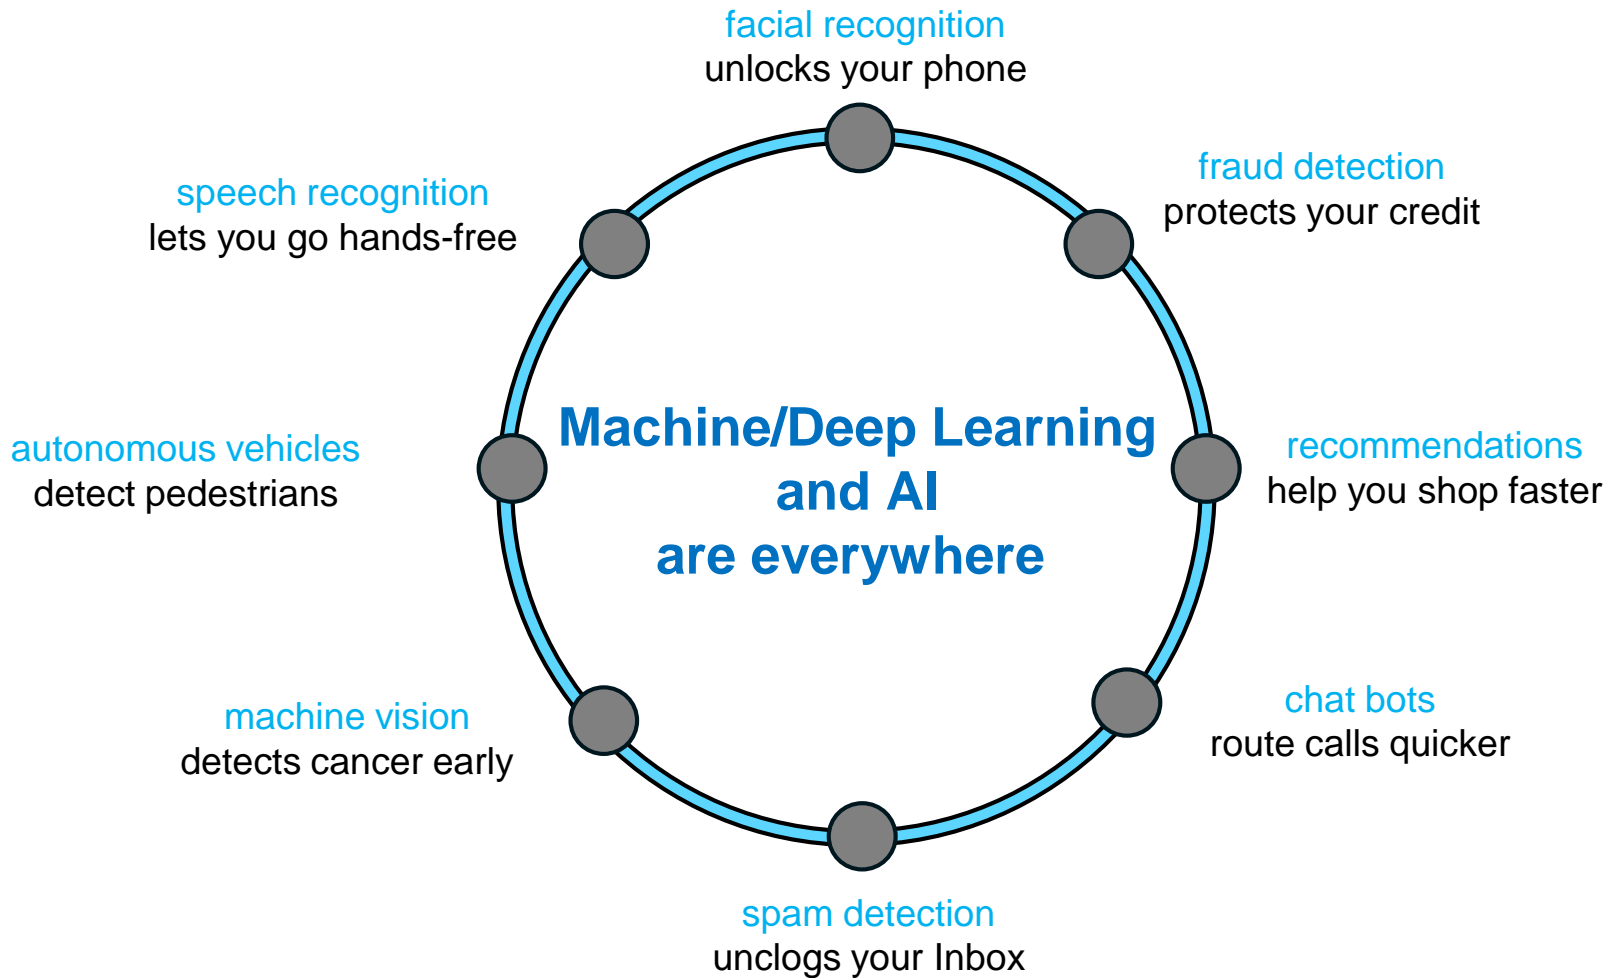 facial recognition
unlocks your phone
fraud detection
protects your credit
speech recognition
lets you go hands-free
Machine/Deep Learning
and AI
are everywhere
autonomous vehicles
detect pedestrians
recommendations
help you shop faster
machine vision
detects cancer early
chat bots
route calls quicker
spam detection
unclogs your Inbox